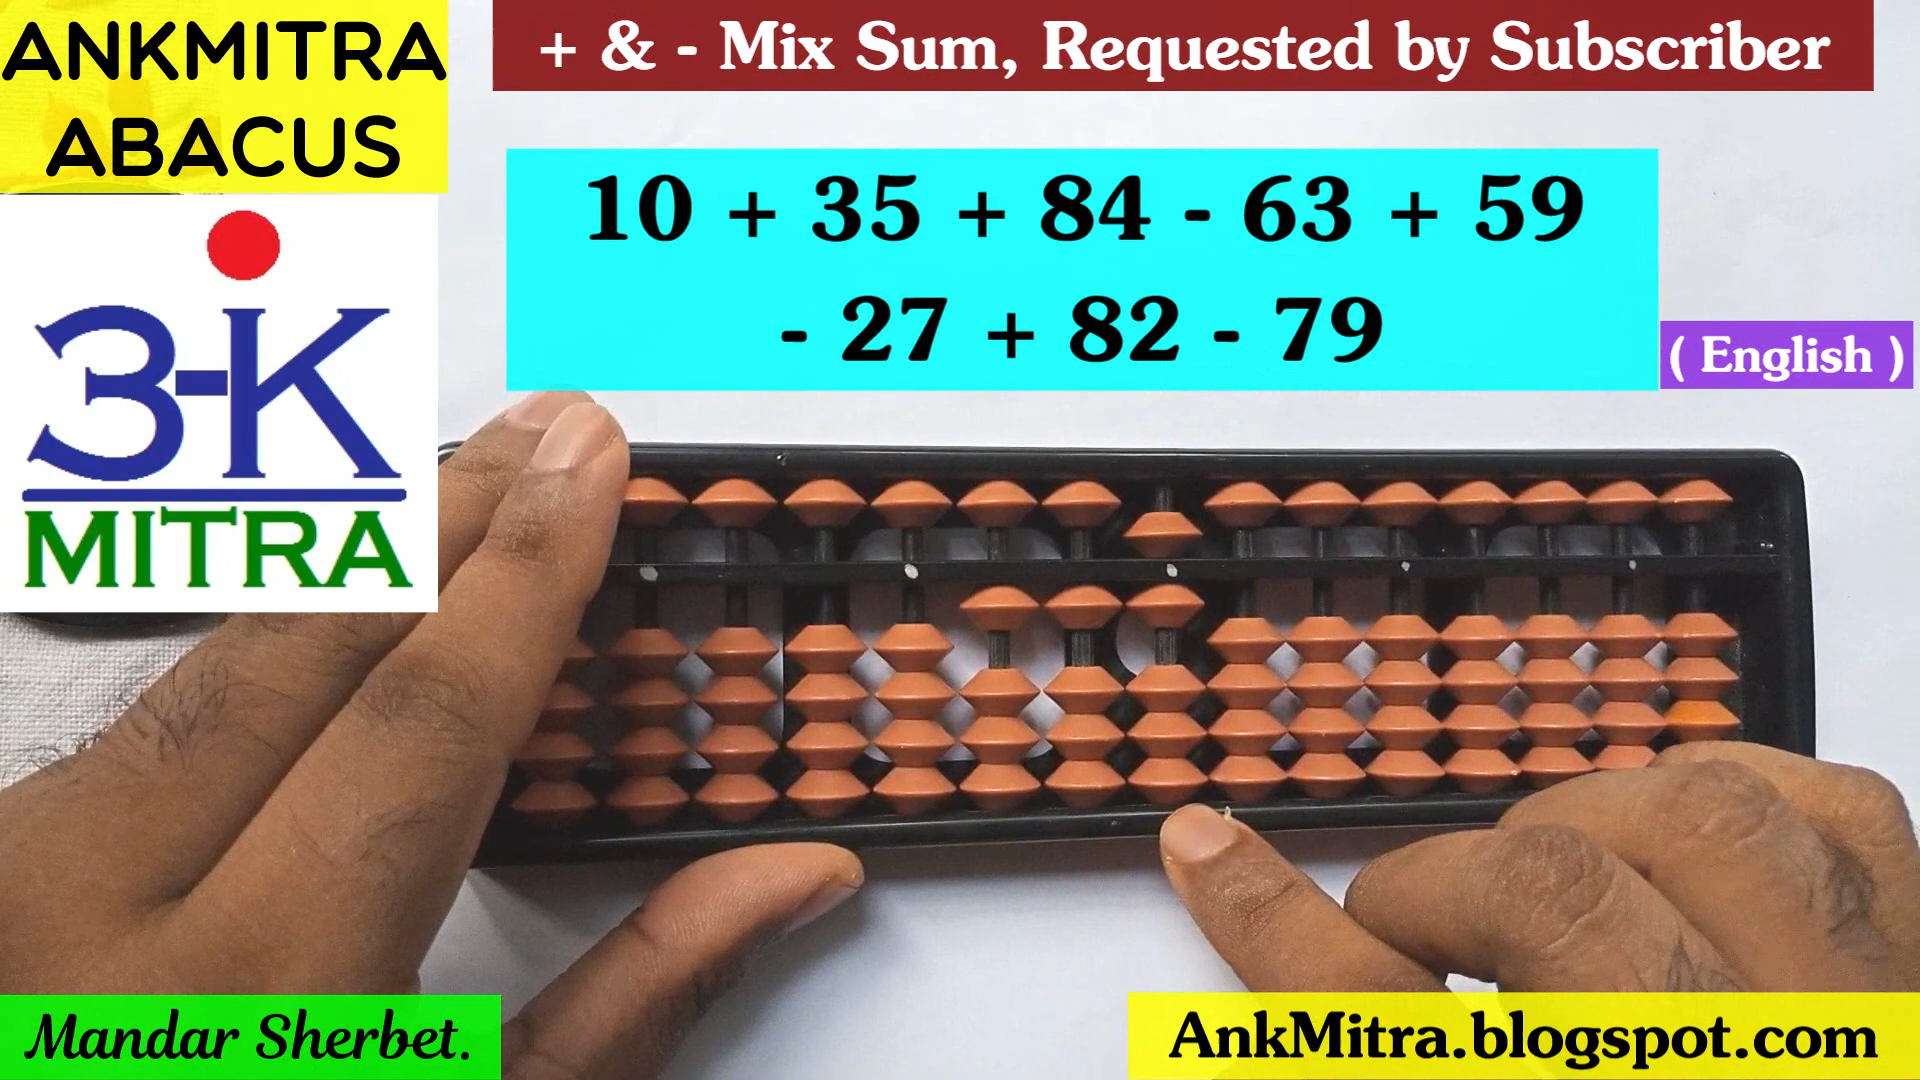 ANKMITRA
ABACUS
+ & - Mix Sum, Requested by Subscriber
10 + 35 + 84 - 63 + 59
- 27 + 82 - 79
( English )
3-K
MITRA
Mandar Sherbet.
AnkMitra.blogspot.com